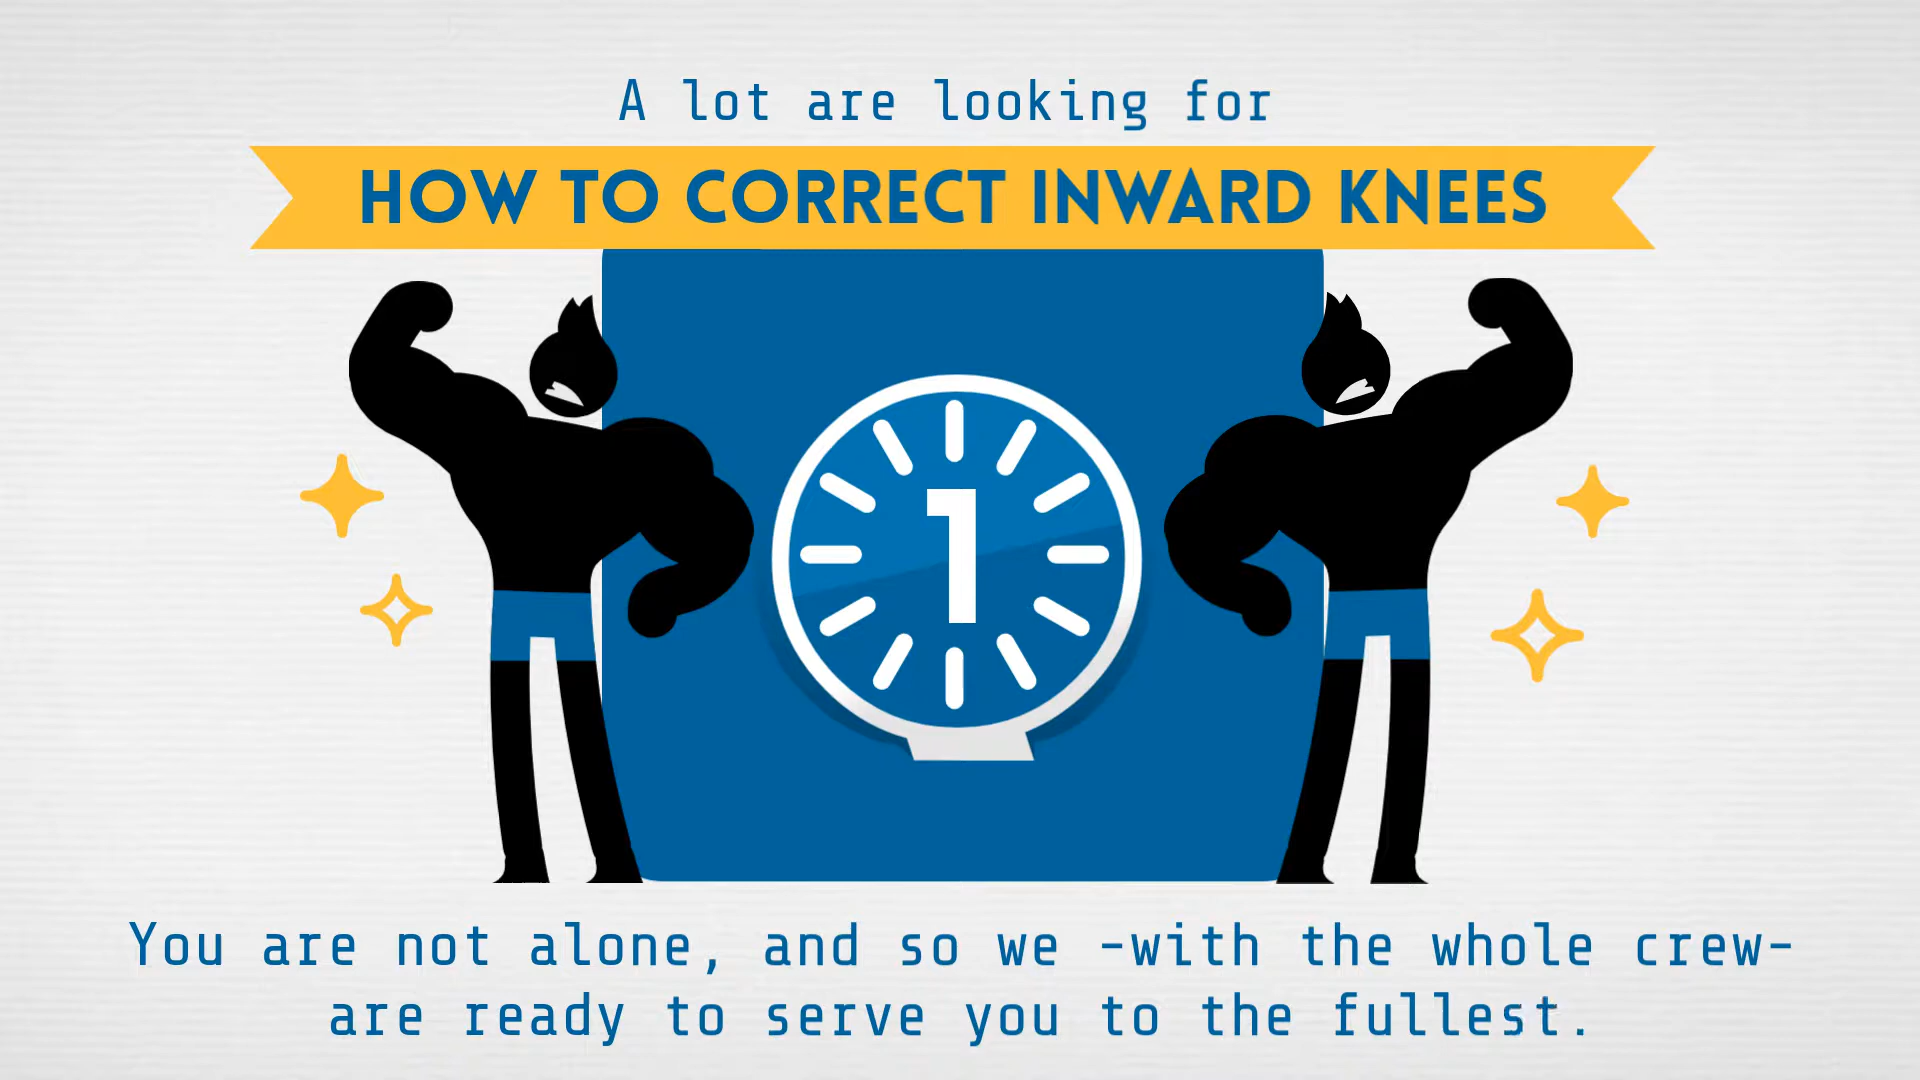 A lot are looking for
HOW TO CORRECT INWARD KNEES
1
You are not alone, and so we -with the whole crew-
are ready to serve you to the fullest.